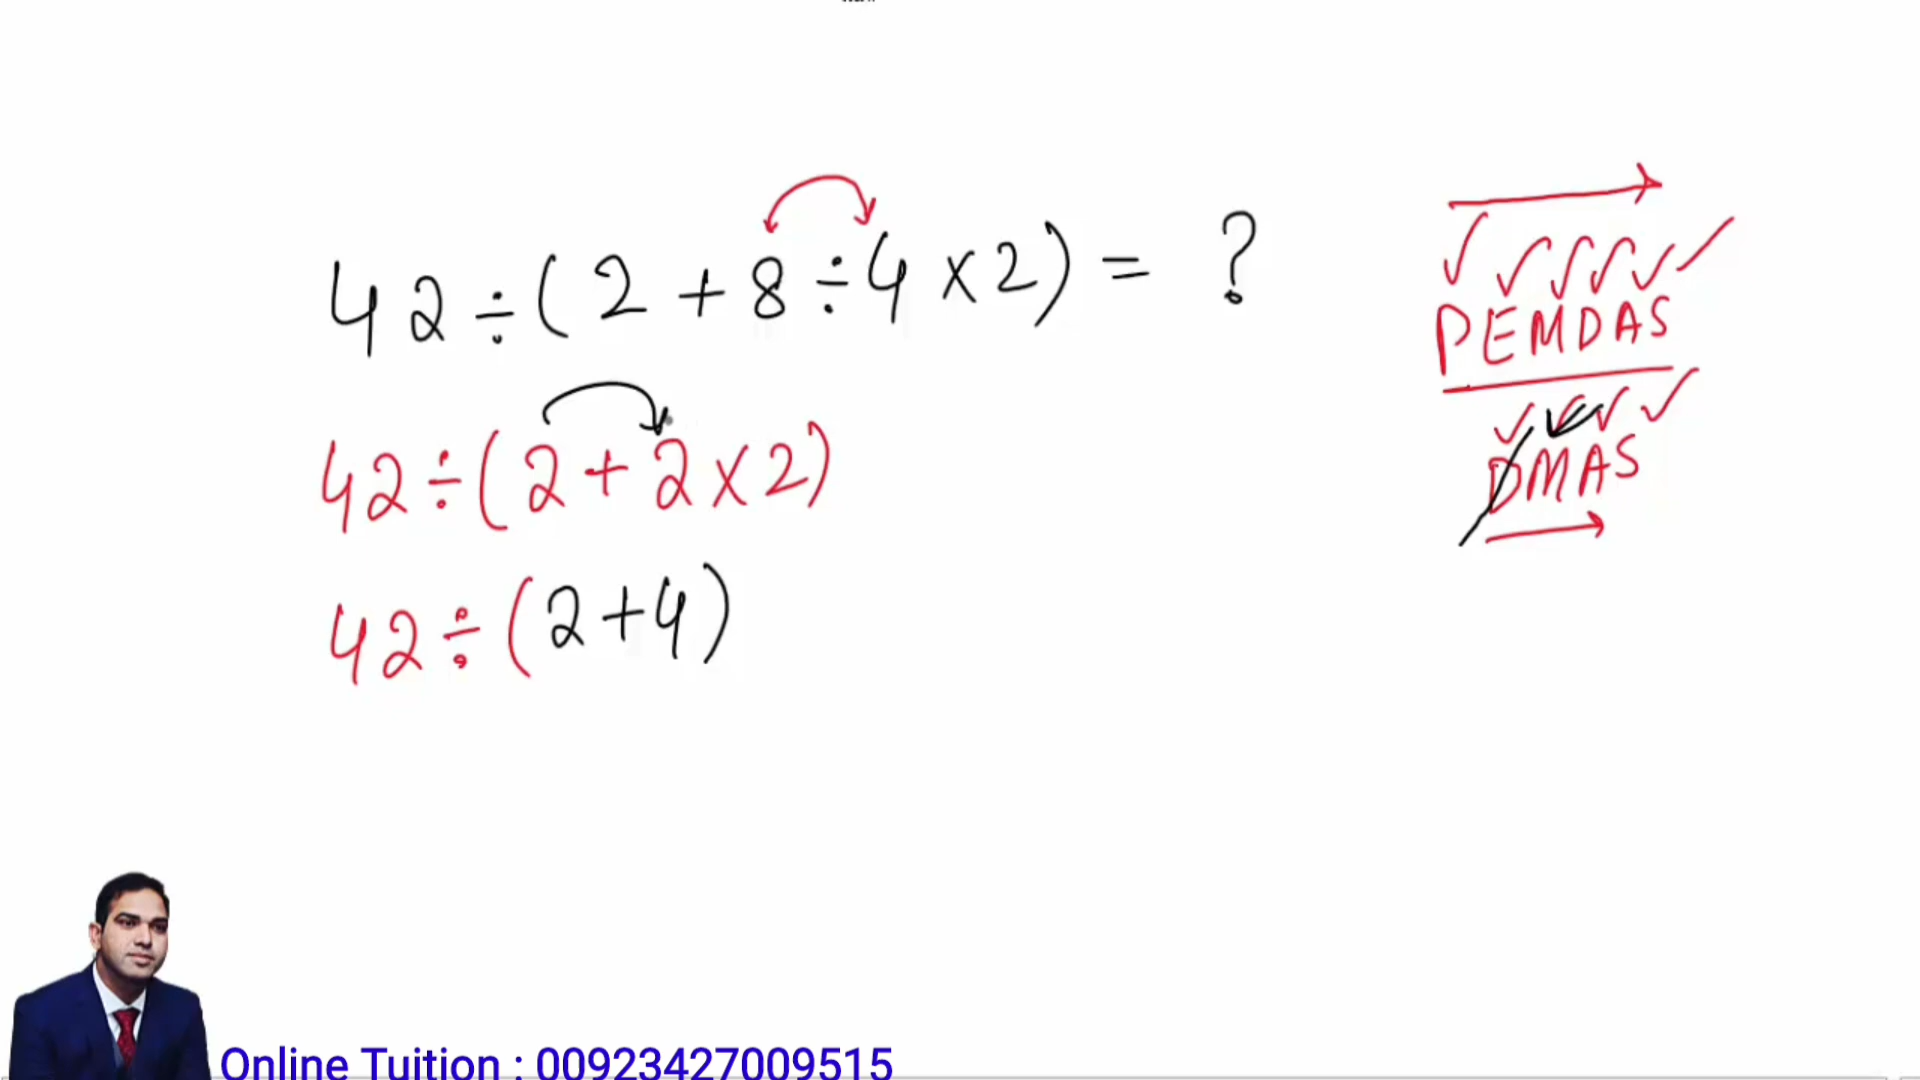 42 ÷ ( 2 + 8 ÷ 4 × 2 ) = ?
PEMDAS
42 ÷ ( 2 + 2 × 2 )
DMAS
42 ÷ ( 2 + 4 )
Online Tuition : 00923427009515